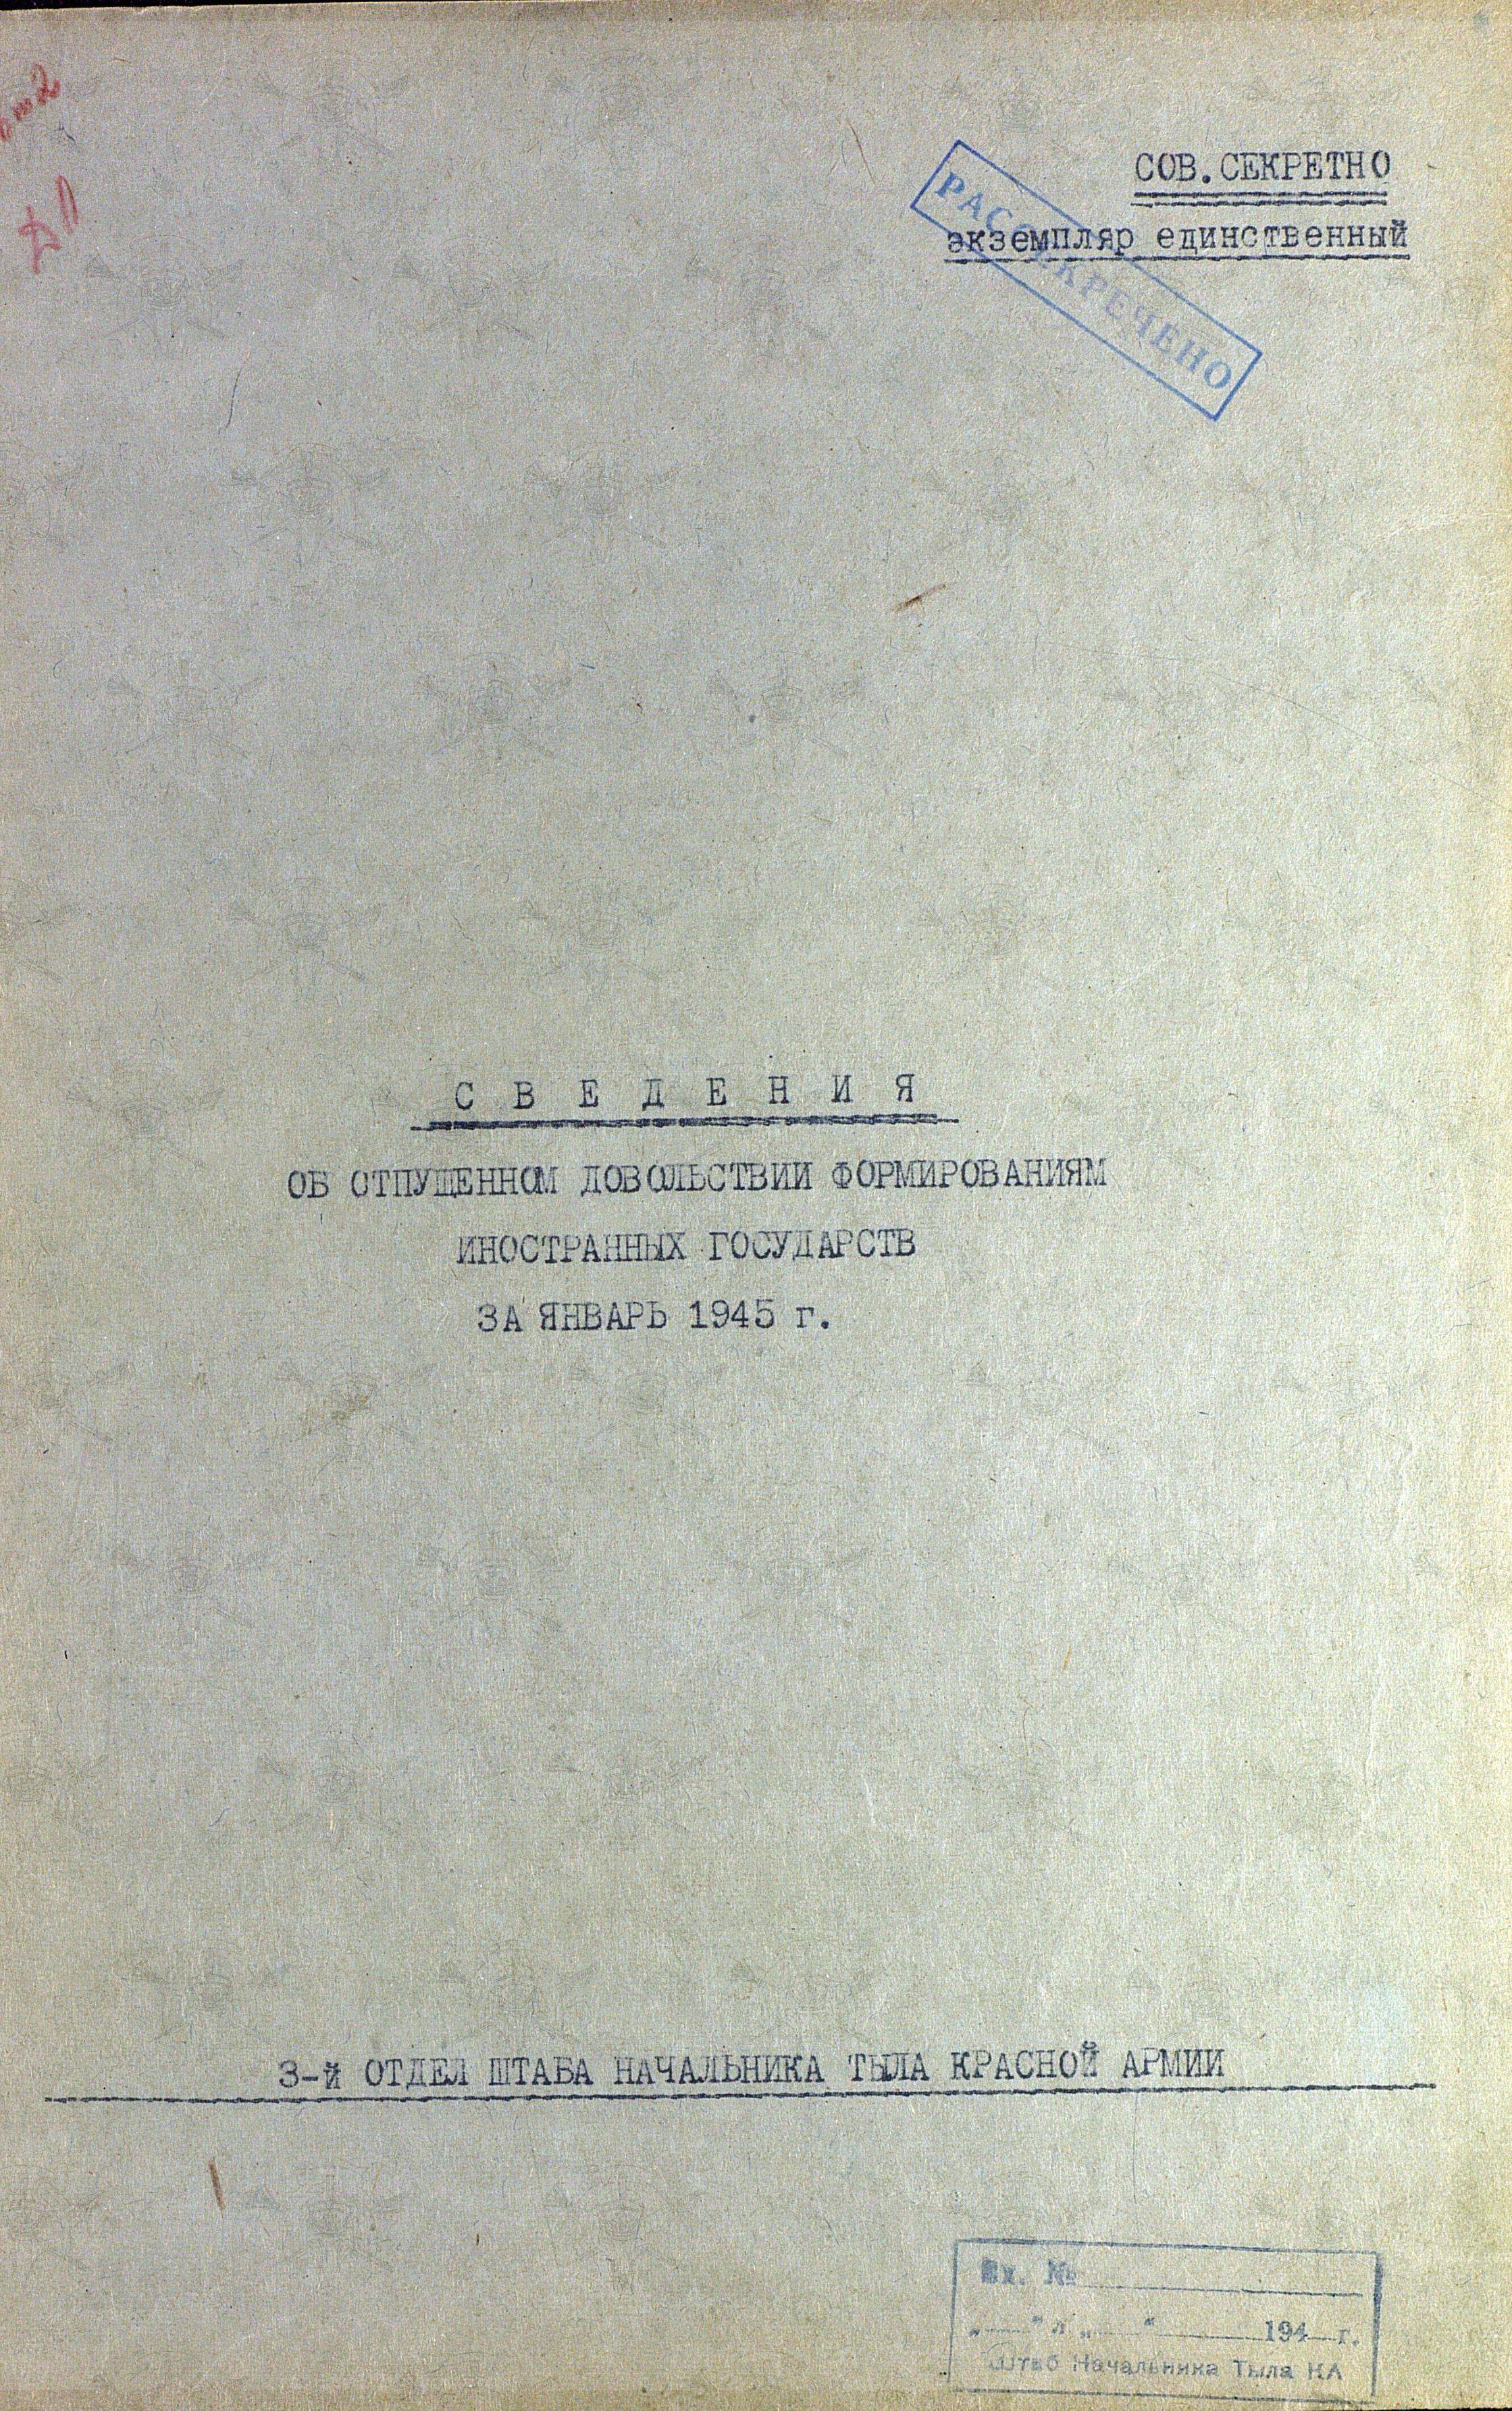 СОВ.СЕКРЕТНО
экземпляр единственный
РАССЕКРЕЧЕНО
С В Е Д Е Н И Я
ОБ ОТПУЩЕННОМ ДОВОЛЬСТВИИ ФОРМИРОВАНИЯМ
ИНОСТРАННЫХ ГОСУДАРСТВ
ЗА ЯНВАРЬ 1945 г.
3-й ОТДЕЛ ШТАБА НАЧАЛЬНИКА ТЫЛА КРАСНОЙ АРМИИ
Вх. №
194 г.
Штаб Начальника Тыла КА